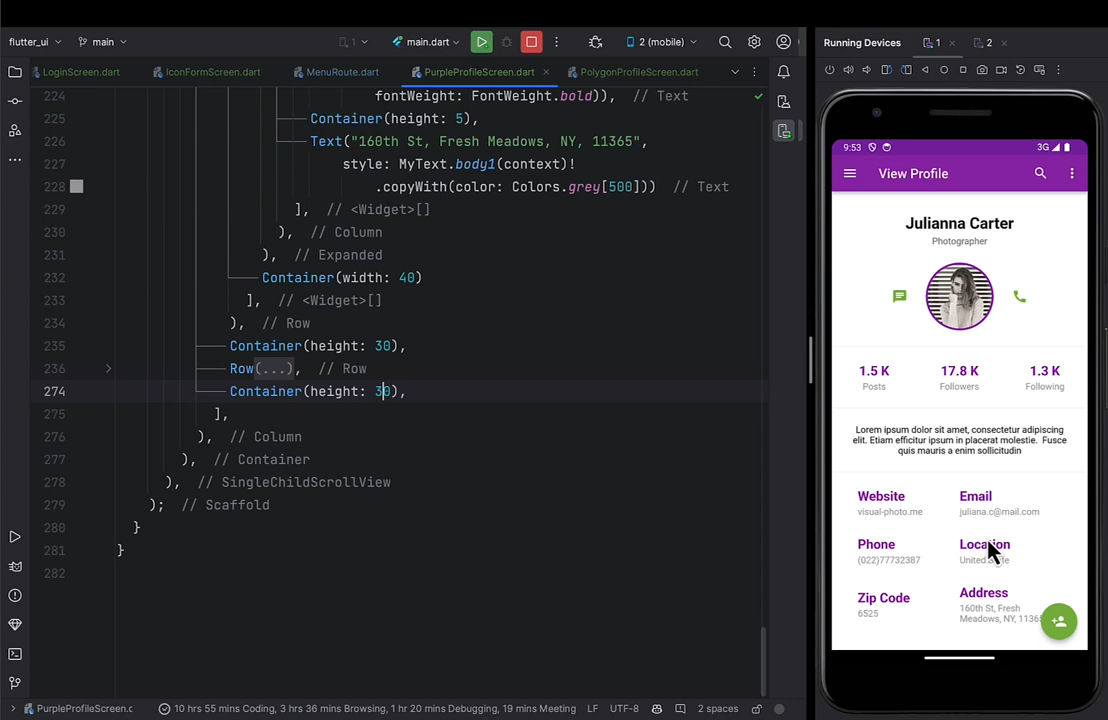 flutter_ui
main
1
main.dart
2 (mobile)
Running Devices
1
2
LoginScreen.dart
IconFormScreen.dart
MenuRoute.dart
PurpleProfileScreen.dart
PolygonProfileScreen.dart
224 fontWeight: FontWeight.bold)), // Text
225 Container(height: 5),
226 Text("160th St, Fresh Meadows, NY, 11365",
227 style: MyText.body1(context)!
228 .copyWith(color: Colors.grey[500])) // Text
229 ], // <Widget>[]
230 ), // Column
231 ), // Expanded
232 Container(width: 40)
233 ], // <Widget>[]
234 ), // Row
235 Container(height: 30),
236 Row(...), // Row
274 Container(height: 30),
275 ],
276 ), // Column
277 ), // Container
278 ), // SingleChildScrollView
279 ); // Scaffold
280 }
281 }
282
PurpleProfileScreen.c
10 hrs 55 mins Coding, 3 hrs 36 mins Browsing, 1 hr 20 mins Debugging, 19 mins Meeting
LF
UTF-8
2 spaces
9:53
3G
View Profile
Julianna Carter
Photographer
1.5 K
17.8 K
1.3 K
Posts
Followers
Following
Lorem ipsum dolor sit amet, consectetur adipiscing
elit. Etiam efficitur ipsum in placerat molestie. Fusce
quis mauris a enim sollicitudin
Website
Email
visual-photo.me
juliana.c@mail.com
Phone
Location
(022)77732387
United
Zip Code
Address
6525
160th St, Fresh
Meadows, NY, 1136